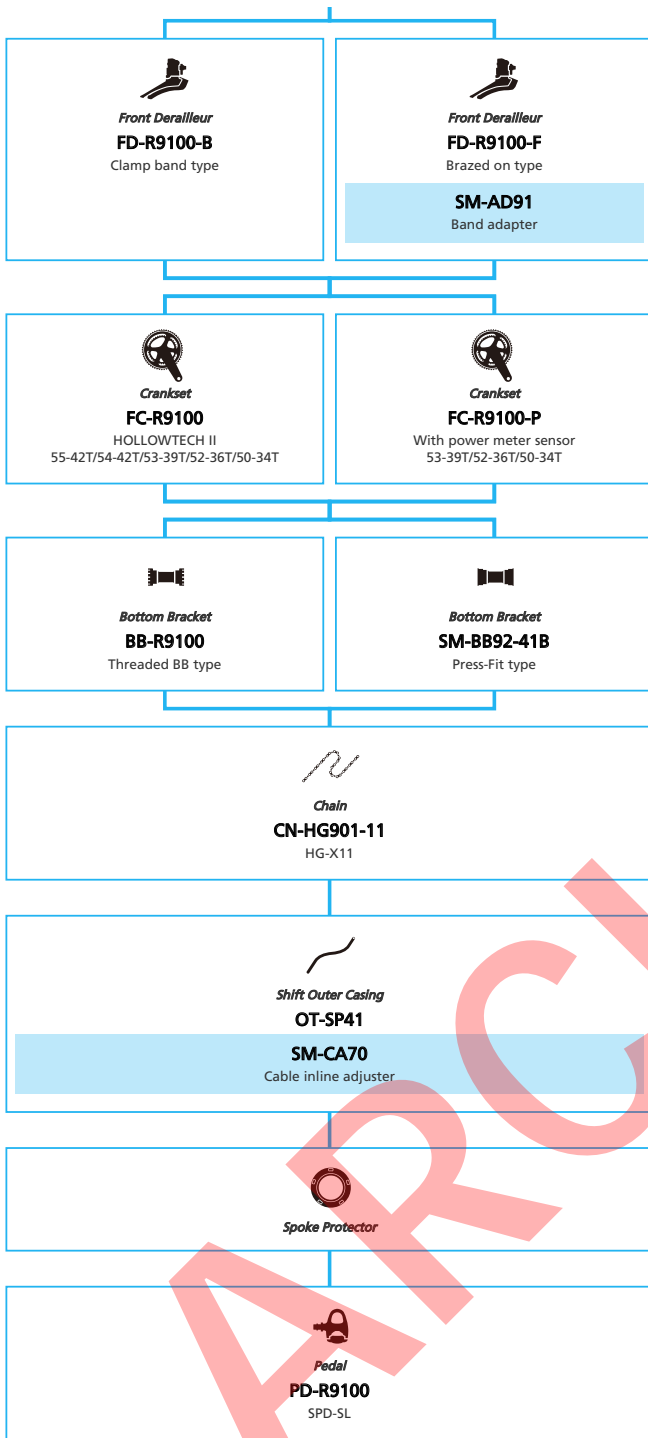 Front Derailleur
FD-R9100-B
Clamp band type
Front Derailleur
FD-R9100-F
Brazed on type
SM-AD91
Band adapter
Crankset
FC-R9100
HOLLOWTECH II
55-42T/54-42T/53-39T/52-36T/50-34T
Crankset
FC-R9100-P
With power meter sensor
53-39T/52-36T/50-34T
Bottom Bracket
BB-R9100
Threaded BB type
Bottom Bracket
SM-BB92-41B
Press-Fit type
Chain
CN-HG901-11
HG-X11
Shift Outer Casing
OT-SP41
SM-CA70
Cable inline adjuster
Spoke Protector
Pedal
PD-R9100
SPD-SL
ARC